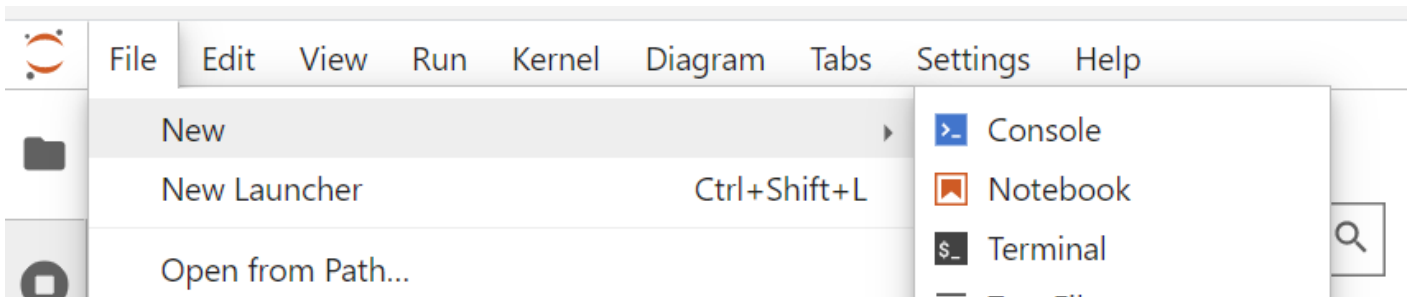 File Edit View Run Kernel Diagram Tabs Settings Help
New
Console
New Launcher Ctrl+Shift+L
Notebook
$_ Terminal
Open from Path...